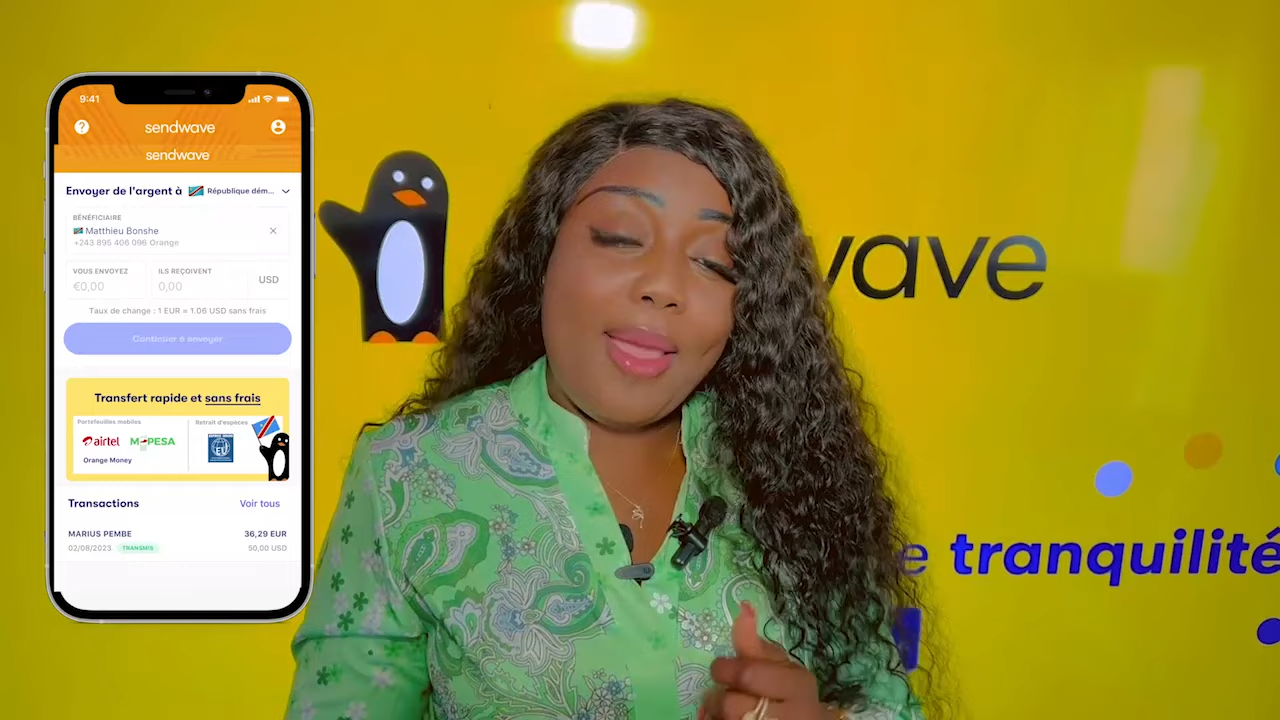 9:41
sendwave
sendwave
Envoyer de l'argent à République dém...
BÉNÉFICIAIRE
Matthieu Bonshe
+243 895 406 096 Orange
VOUS ENVOYEZ
ILS REÇOIVENT
€0,00
0,00
USD
Taux de change : 1 EUR = 1.06 USD sans frais
Continuer à envoyer
Transfert rapide et sans frais
Portefeuilles mobiles
Retrait d'espèces
airtel
M-PESA
Orange Money
Transactions
Voir tous
MARIUS PEMBE
36,29 EUR
02/08/2023
TRANSMIS
50,00 USD
wave
e tranquilité